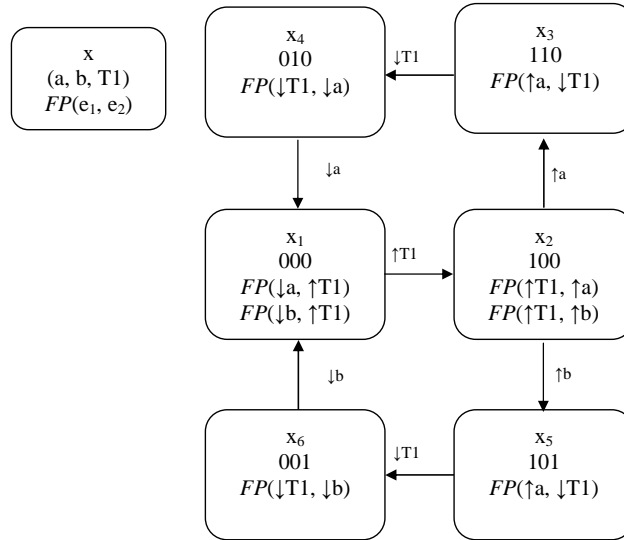 x
(a, b, T1)
FP(e₁, e₂)
x₄
010
FP(↓T1, ↓a)
↓T1
x₃
110
FP(↑a, ↓T1)
↓a
↑a
x₁
000
FP(↓a, ↑T1)
FP(↓b, ↑T1)
↑T1
x₂
100
FP(↑T1, ↑a)
FP(↑T1, ↑b)
↓b
↑b
x₆
001
FP(↓T1, ↓b)
↓T1
x₅
101
FP(↑a, ↓T1)